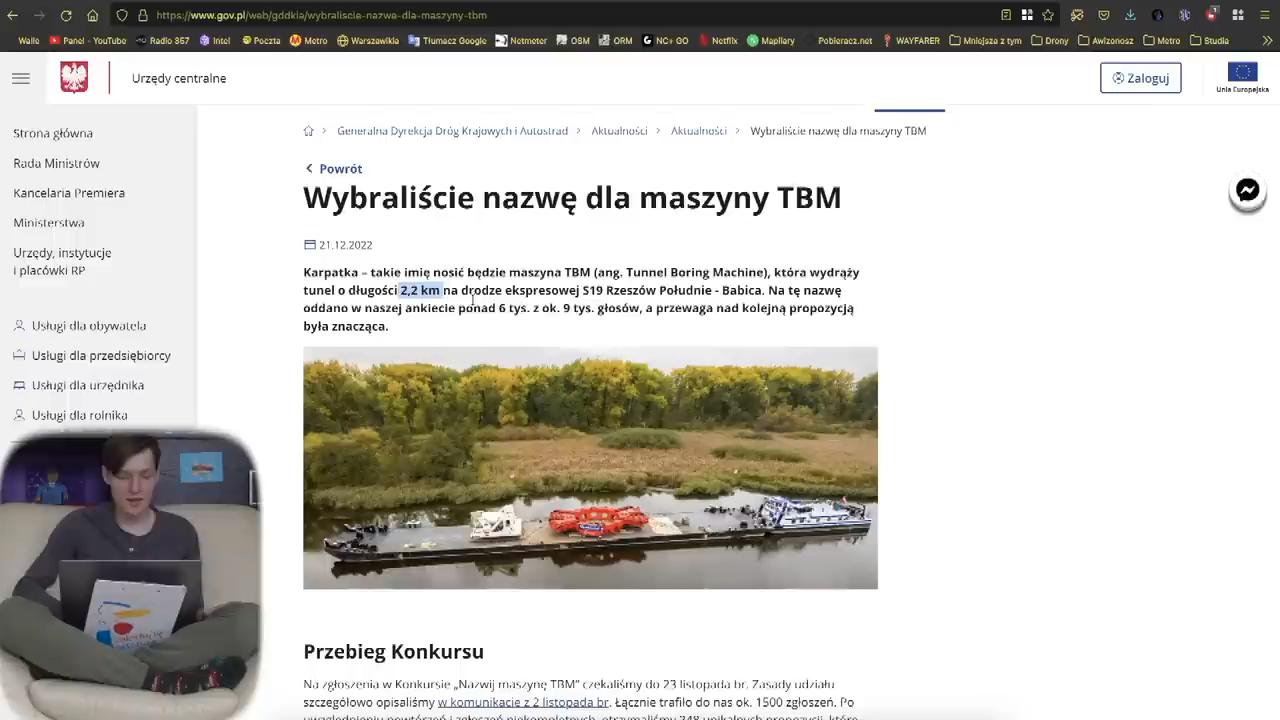 https://www.gov.pl/web/gddkia/wybraliscie-nazwe-dla-maszyny-tbm
Walle Panel - YouTube Radio 357 Intel Poczta Metro Warszawikia Tłumacz Google Netmeter OSM ORM NC+ GO Netflix Mapillary Pobieracz.net WAYFARER Mniejsza z tym Drony Awizonosz Metro Studia
Urzędy centralne
Zaloguj
Unia Europejska
Strona główna
Rada Ministrów
Kancelaria Premiera
Ministerstwa
Urzędy, instytucje
i placówki RP
Usługi dla obywatela
Usługi dla przedsiębiorcy
Usługi dla urzędnika
Usługi dla rolnika
Generalna Dyrekcja Dróg Krajowych i Autostrad > Aktualności > Aktualności > Wybraliście nazwę dla maszyny TBM
Powrót
Wybraliście nazwę dla maszyny TBM
21.12.2022
Karpatka – takie imię nosić będzie maszyna TBM (ang. Tunnel Boring Machine), która wydrąży
tunel o długości 2,2 km na drodze ekspresowej S19 Rzeszów Południe - Babica. Na tę nazwę
oddano w naszej ankiecie ponad 6 tys. z ok. 9 tys. głosów, a przewaga nad kolejną propozycją
była znacząca.
Przebieg Konkursu
Na zgłoszenia w Konkursie „Nazwij maszynę TBM” czekaliśmy do 23 listopada br. Zasady udziału
szczegółowo opisaliśmy w komunikacie z 2 listopada br. Łącznie trafiło do nas ok. 1500 zgłoszeń. Po
uwzględnieniu powtórzeń i zgłoszeń niekompletnych, otrzymaliśmy 348 unikalnych propozycji, które